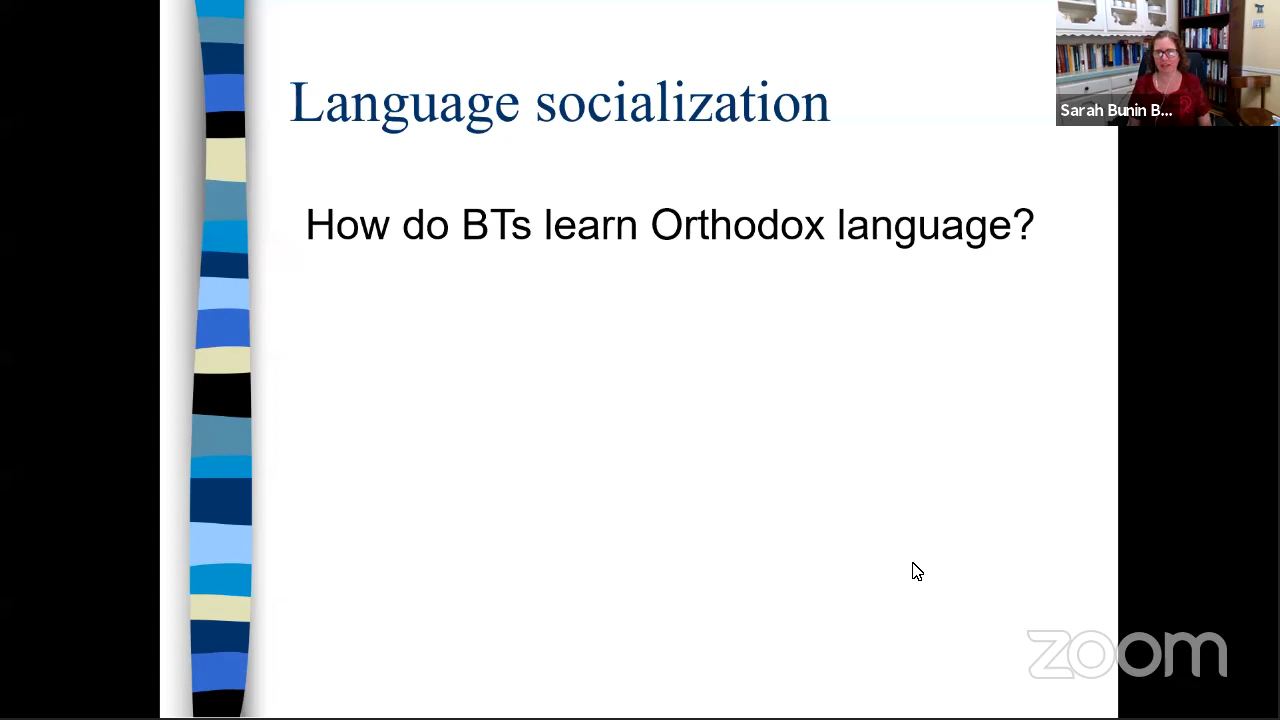 Language socialization
Sarah Bunin B...
How do BTs learn Orthodox language?
zoom